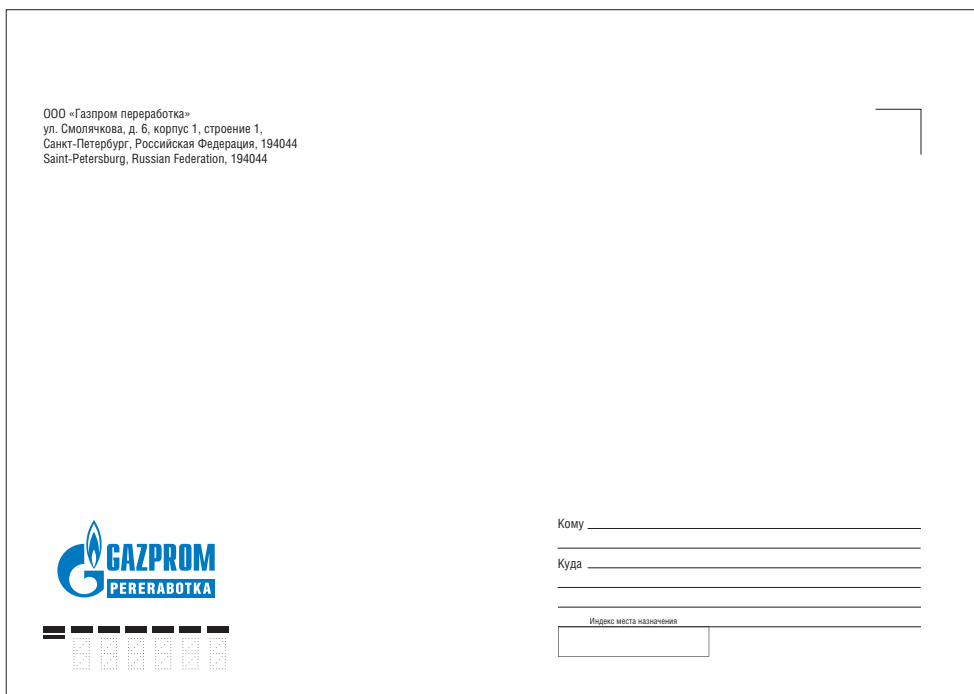 ООО «Газпром переработка»
ул. Смолячкова, д. 6, корпус 1, строение 1,
Санкт-Петербург, Российская Федерация, 194044
Saint-Petersburg, Russian Federation, 194044
GAZPROM
PERERABOTKA
Кому
Куда
Индекс места назначения